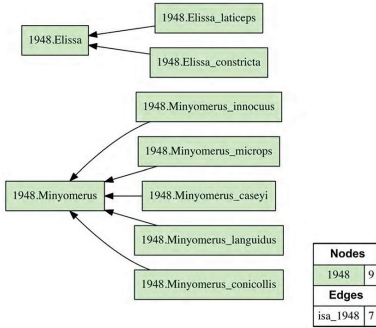 1948.Elissa_laticeps
1948.Elissa
1948.Elissa_constricta
1948.Minyomerus_innocuus
1948.Minyomerus_microps
1948.Minyomerus
1948.Minyomerus_caseyi
1948.Minyomerus_languidus
1948.Minyomerus_conicollis
Nodes
1948 9
Edges
isa_1948 7